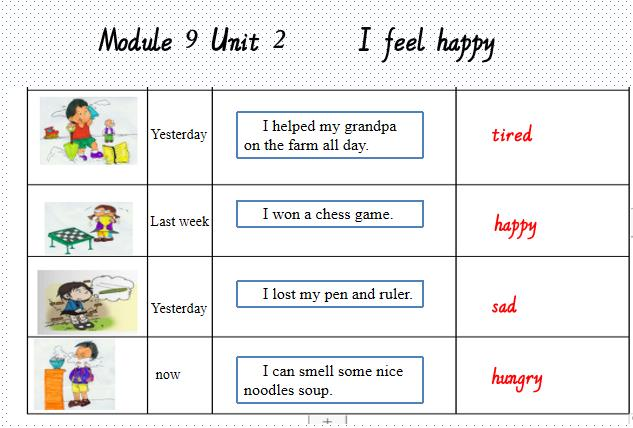 Module 9 Unit 2 I feel happy
Yesterday
I helped my grandpa
on the farm all day.
tired
Last week
I won a chess game.
happy
Yesterday
I lost my pen and ruler.
sad
now
I can smell some nice
noodles soup.
hungry